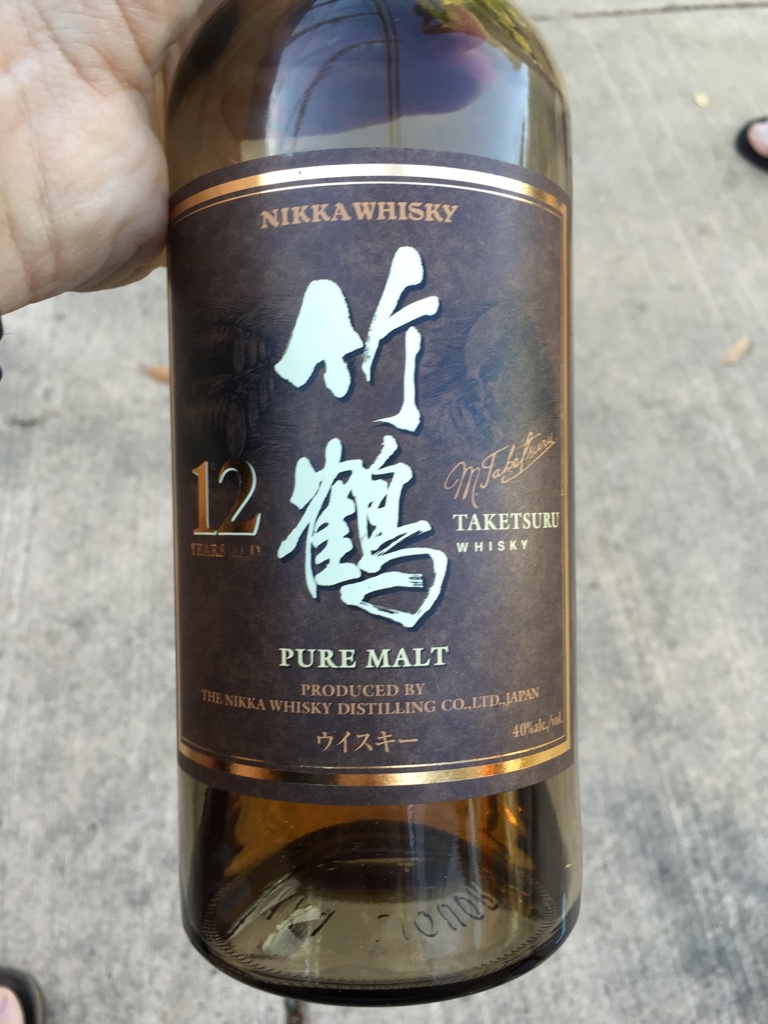 NIKKA WHISKY
竹鶴
12
YEARS OLD
M. Taketsuru
TAKETSURU
WHISKY
PURE MALT
PRODUCED BY
THE NIKKA WHISKY DISTILLING CO.,LTD.,JAPAN
ウイスキー
40%alc./vol.